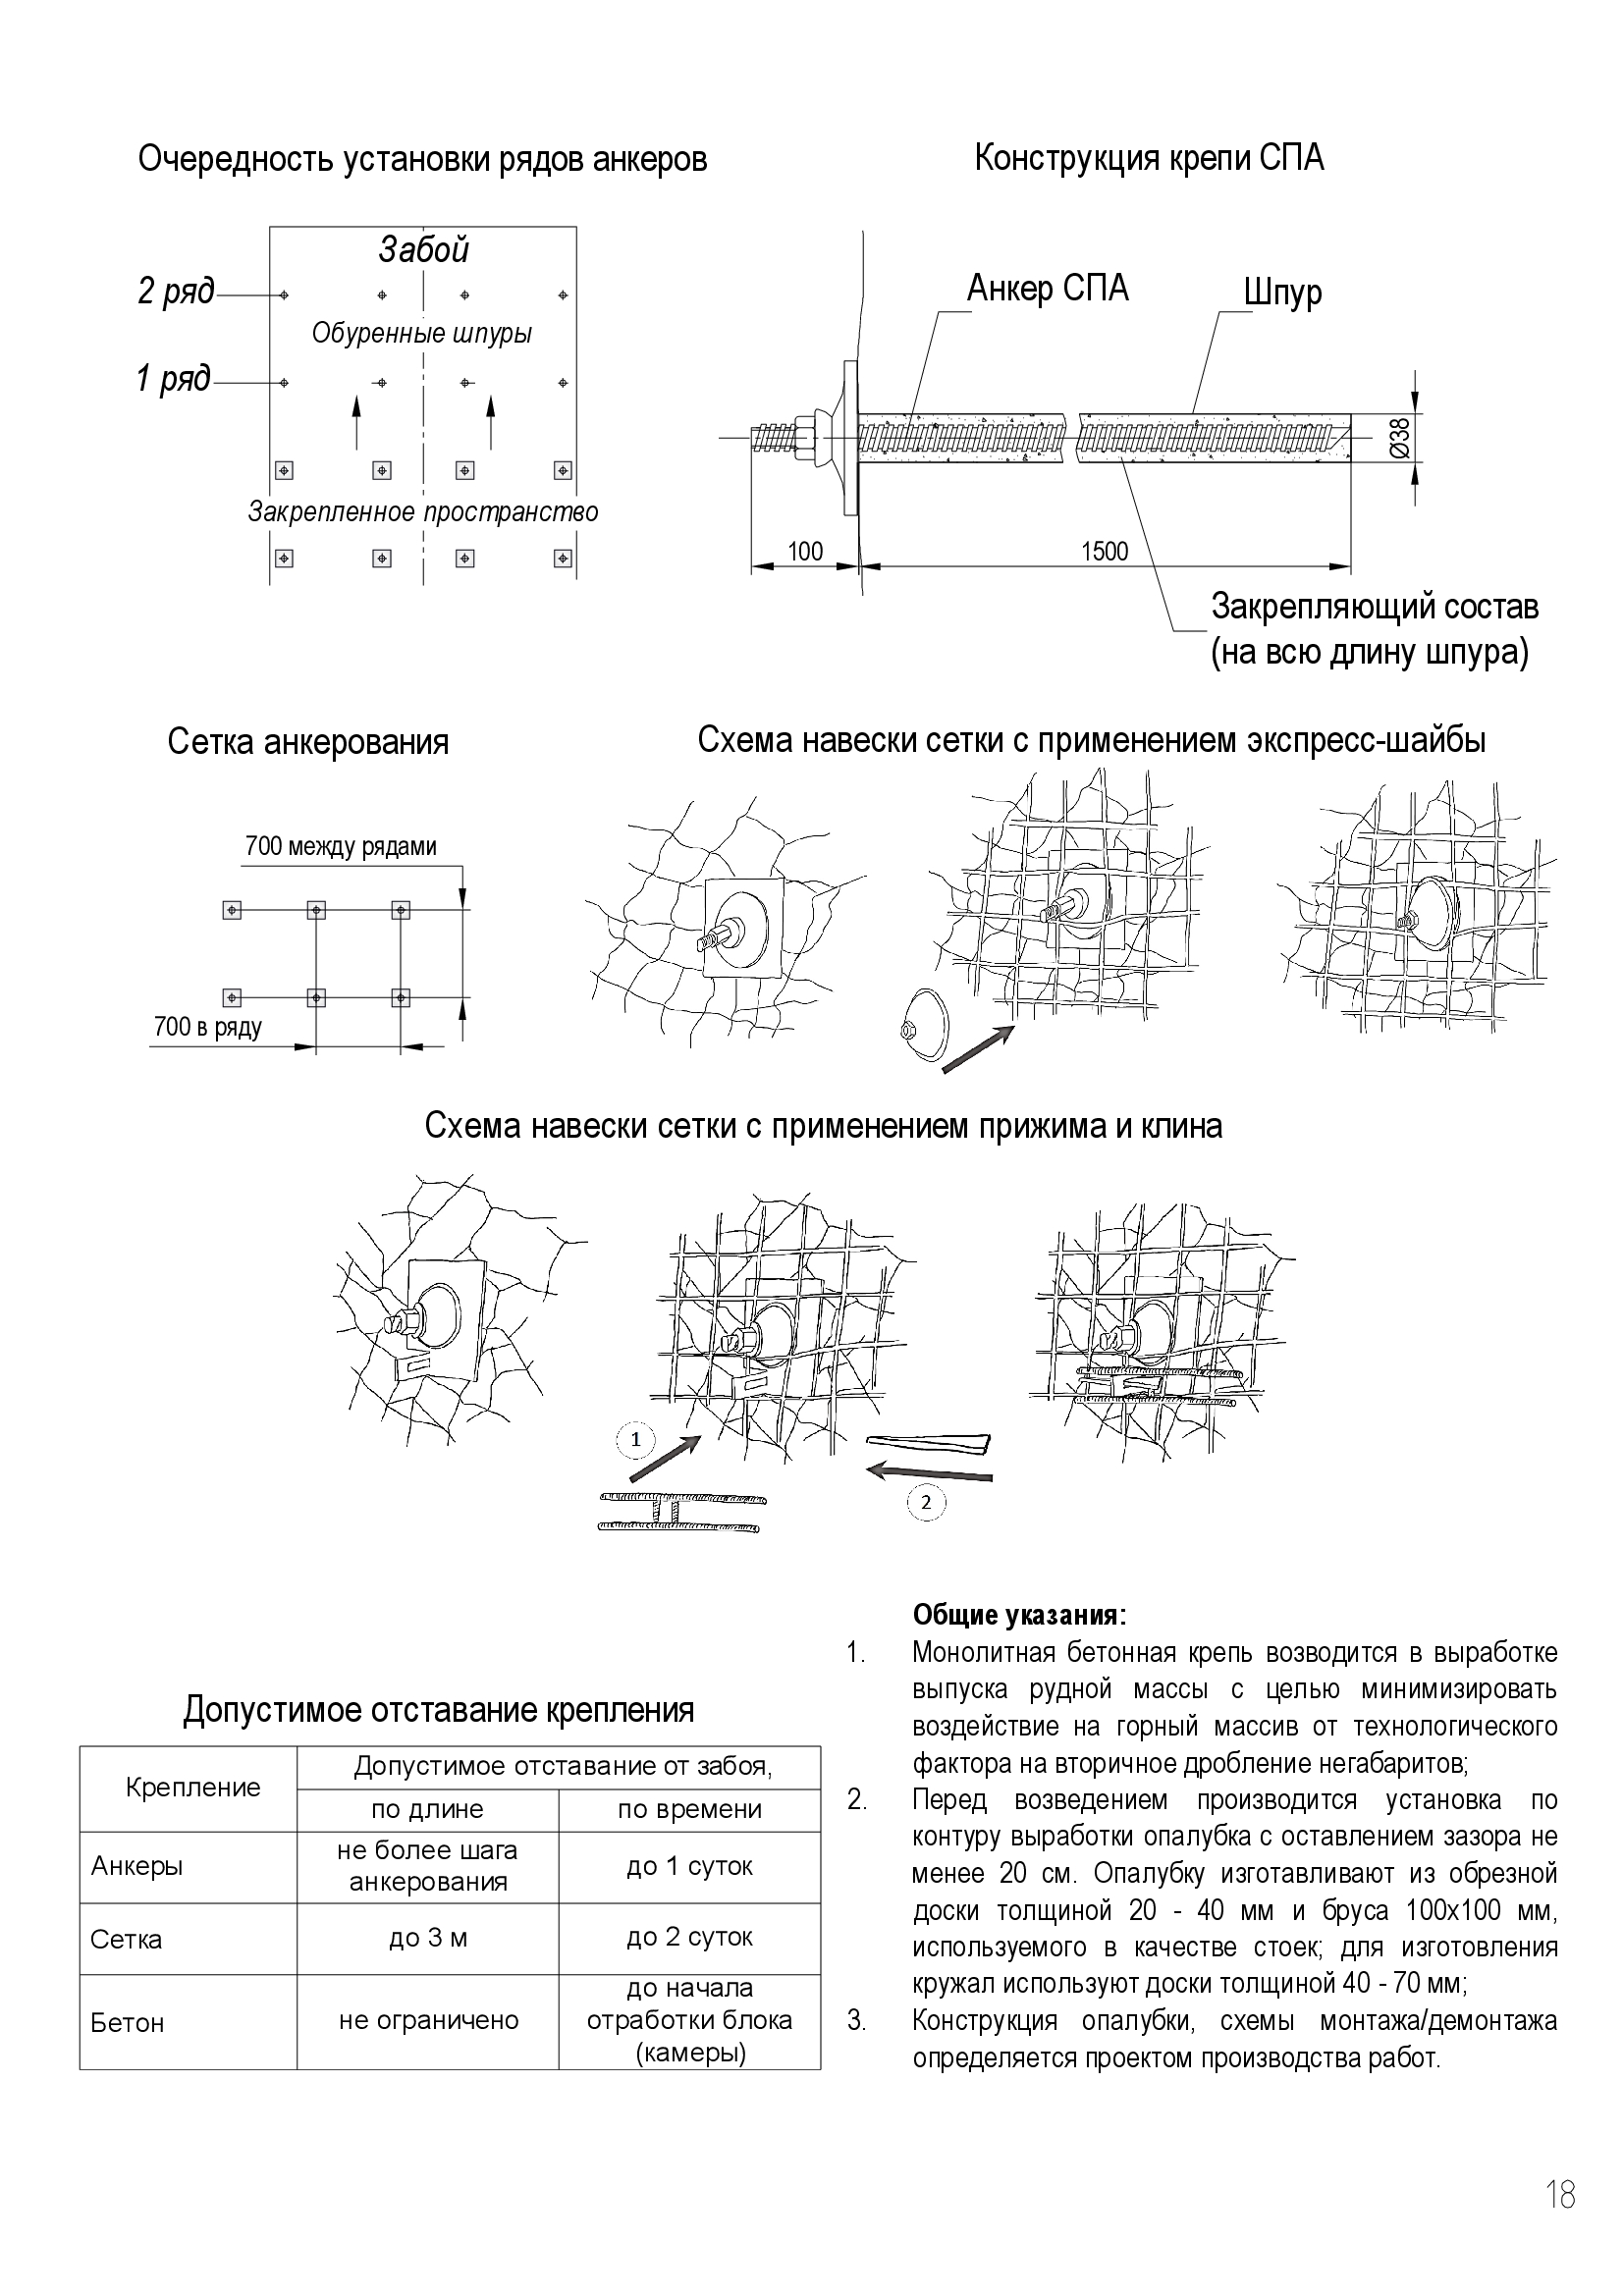 Очередность установки рядов анкеров
Забой
2 ряд
Обуренные шпуры
1 ряд
Закрепленное пространство
Конструкция крепи СПА
Анкер СПА
Шпур
Ø38
100
1500
Закрепляющий состав
(на всю длину шпура)
Сетка анкерования
700 между рядами
700 в ряду
Схема навески сетки с применением экспресс-шайбы
Схема навески сетки с применением прижима и клина
1
2
Допустимое отставание крепления
Крепление
Допустимое отставание от забоя,
по длине
по времени
Анкеры
не более шага
анкерования
до 1 суток
Сетка
до 3 м
до 2 суток
Бетон
не ограничено
до начала
отработки блока
(камеры)
Общие указания:
1. Монолитная бетонная крепь возводится в выработке
выпуска рудной массы с целью минимизировать
воздействие на горный массив от технологического
фактора на вторичное дробление негабаритов;
2. Перед возведением производится установка по
контуру выработки опалубка с оставлением зазора не
менее 20 см. Опалубку изготавливают из обрезной
доски толщиной 20 - 40 мм и бруса 100х100 мм,
используемого в качестве стоек; для изготовления
кружал используют доски толщиной 40 - 70 мм;
3. Конструкция опалубки, схемы монтажа/демонтажа
определяется проектом производства работ.
18